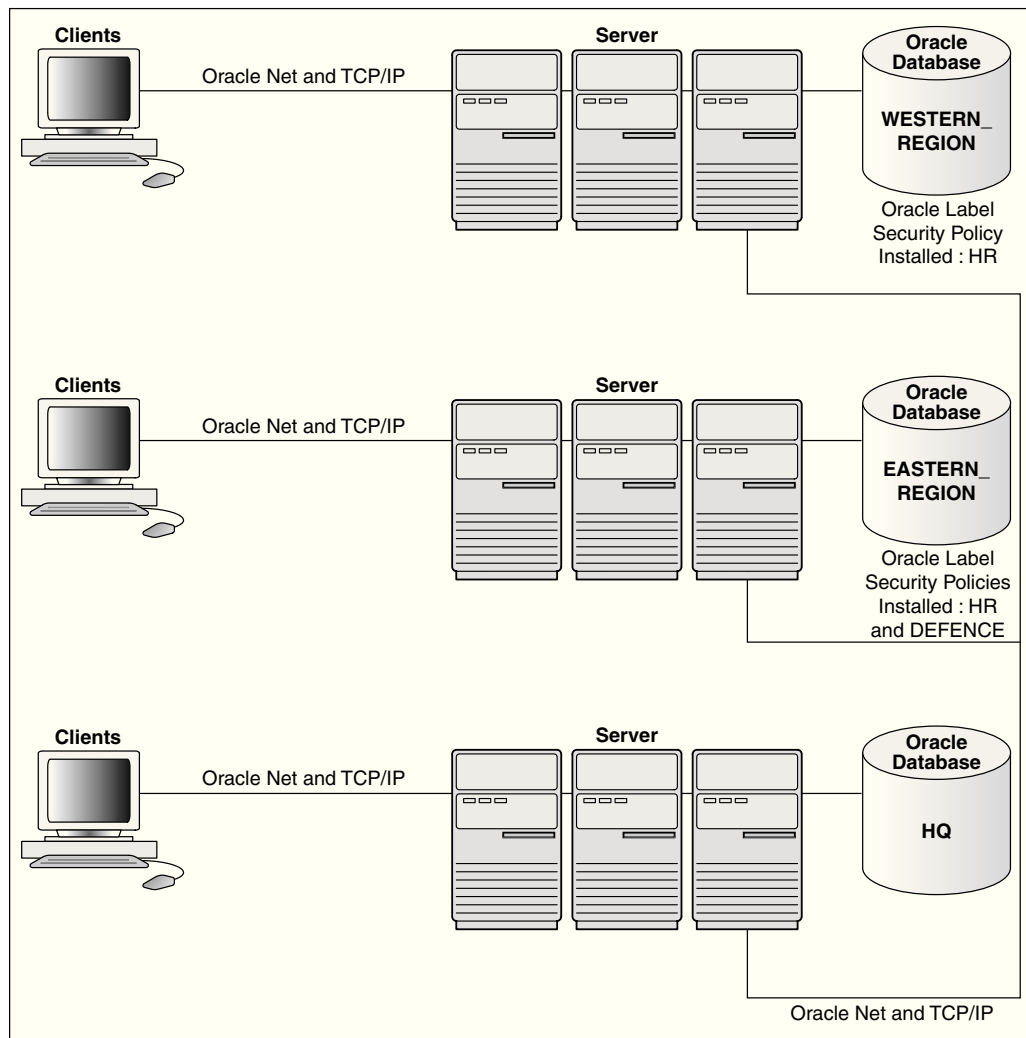 Clients
Server
Oracle
Database
Oracle Net and TCP/IP
WESTERN_
REGION
Oracle Label
Security Policy
Installed : HR
Clients
Server
Oracle
Database
Oracle Net and TCP/IP
EASTERN_
REGION
Oracle Label
Security Policies
Installed : HR
and DEFENCE
Clients
Server
Oracle
Database
Oracle Net and TCP/IP
HQ
Oracle Net and TCP/IP